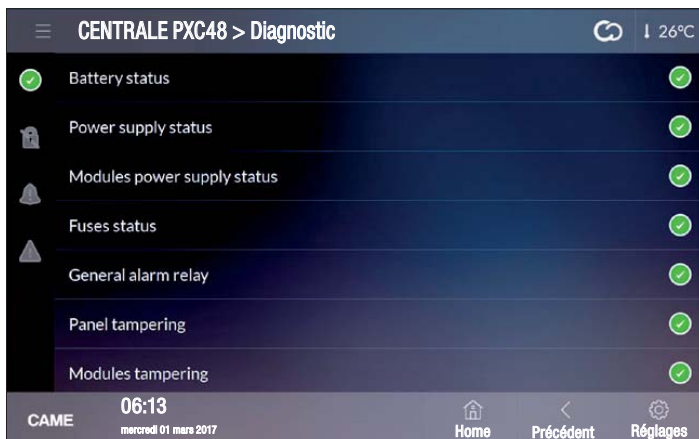 CENTRALE PXC48 > Diagnostic
26°C
Battery status
Power supply status
Modules power supply status
Fuses status
General alarm relay
Panel tampering
Modules tampering
CAME
06:13
mercredi 01 mars 2017
Home
Précédent
Réglages